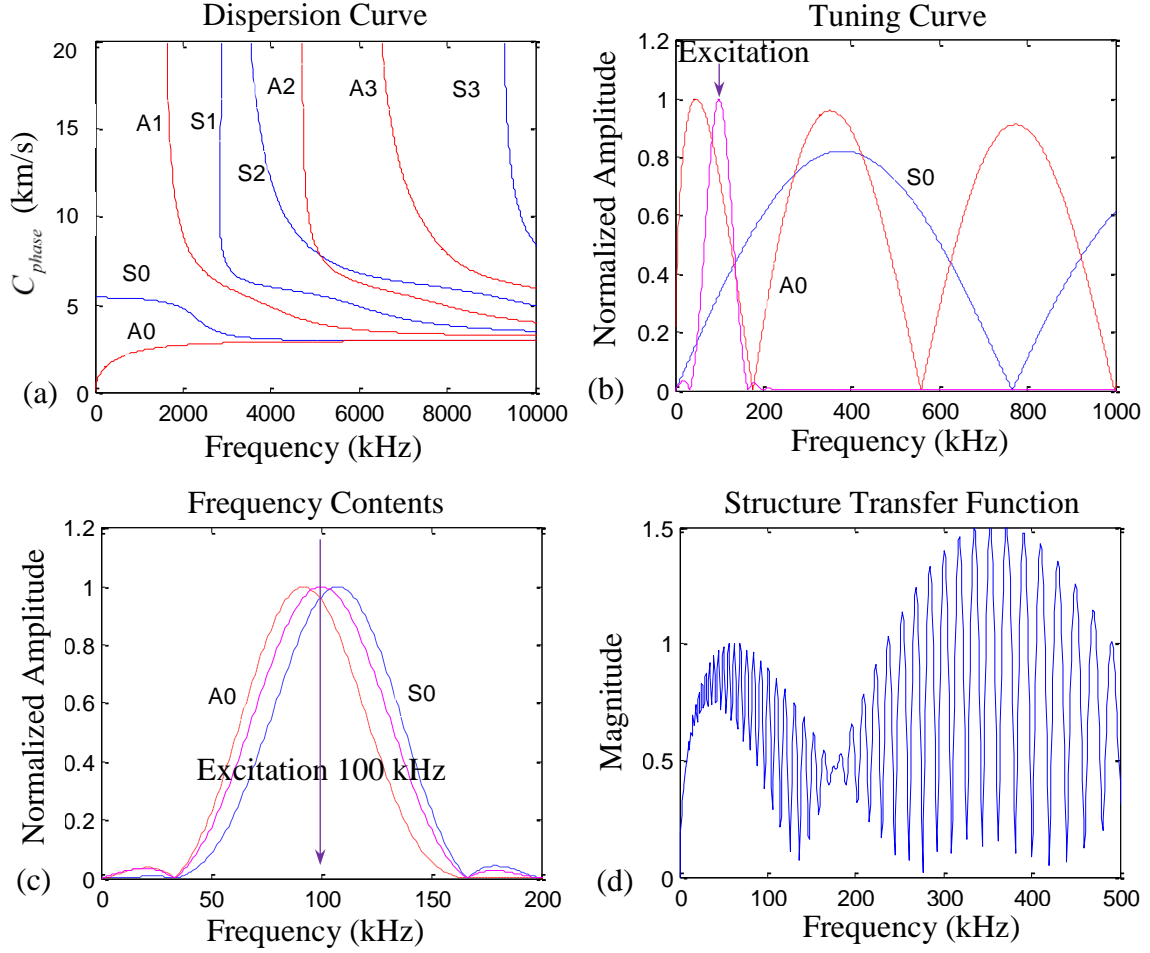 Dispersion Curve
20
15
10
5
0
C phase (km/s)
A1
S1
A2
A3
S3
S2
S0
A0
0 2000 4000 6000 8000 10000
Frequency (kHz)
(a)
Tuning Curve
1.2
1
0.8
0.6
0.4
0.2
0
Normalized Amplitude
Excitation
S0
A0
0 200 400 600 800 1000
Frequency (kHz)
(b)
Frequency Contents
1.2
1
0.8
0.6
0.4
0.2
0
Normalized Amplitude
A0
S0
Excitation 100 kHz
0 50 100 150 200
Frequency (kHz)
(c)
Structure Transfer Function
1.5
1
0.5
0
Magnitude
0 100 200 300 400 500
Frequency (kHz)
(d)